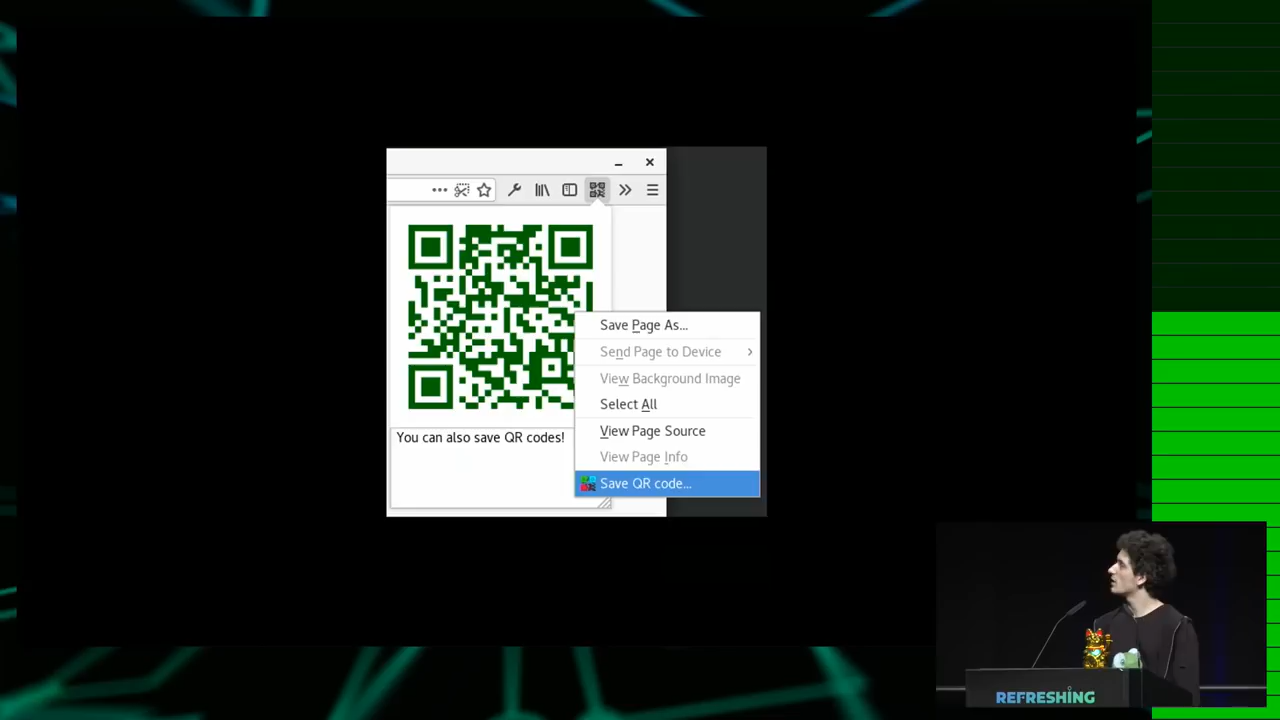 Save Page As...
Send Page to Device
View Background Image
Select All
You can also save QR codes!
View Page Source
View Page Info
Save QR code...
REFRESHING